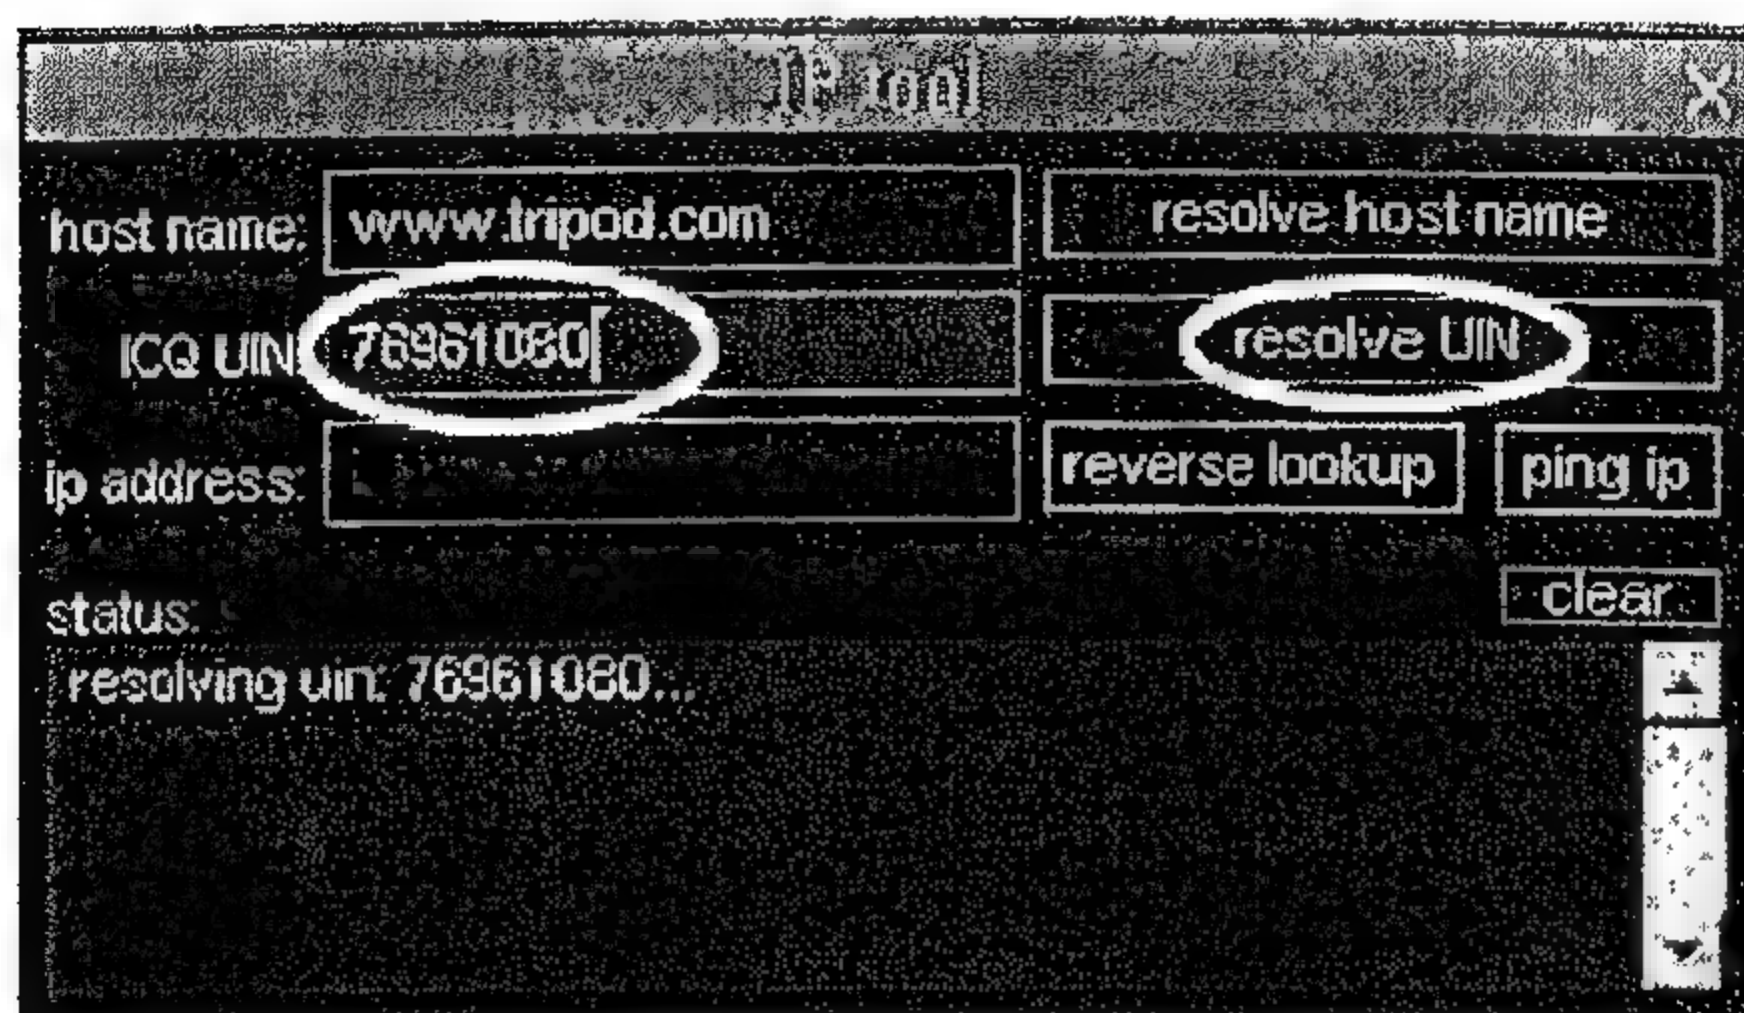 IP tool X
host name: www.tripod.com resolve host name
ICQ UIN: 76961080 resolve UIN
ip address: reverse lookup ping ip
status: clear
resolving uin: 76961080...